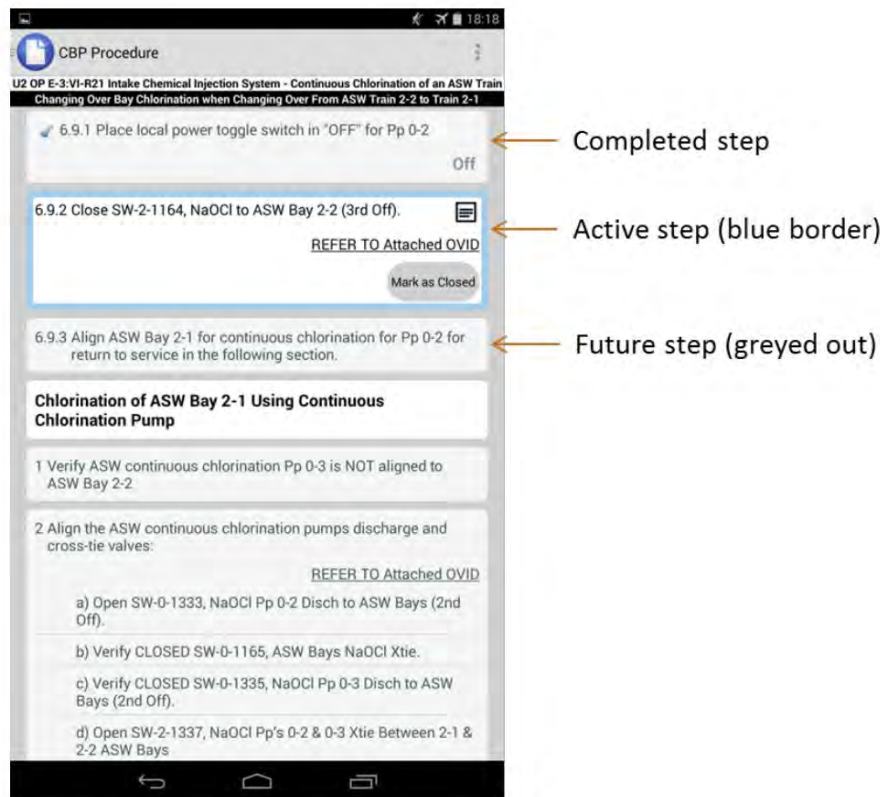 18:18
CBP Procedure
U2 OP E-3:VI-R21 Intake Chemical Injection System - Continuous Chlorination of an ASW Train
Changing Over Bay Chlorination when Changing Over From ASW Train 2-2 to Train 2-1
6.9.1 Place local power toggle switch in "OFF" for Pp 0-2
Off
Completed step
6.9.2 Close SW-2-1164, NaOCl to ASW Bay 2-2 (3rd Off).
REFER TO Attached OVID
Mark as Closed
Active step (blue border)
6.9.3 Align ASW Bay 2-1 for continuous chlorination for Pp 0-2 for
return to service in the following section.
Future step (greyed out)
Chlorination of ASW Bay 2-1 Using Continuous
Chlorination Pump
1 Verify ASW continuous chlorination Pp 0-3 is NOT aligned to
ASW Bay 2-2
2 Align the ASW continuous chlorination pumps discharge and
cross-tie valves:
REFER TO Attached OVID
a) Open SW-0-1333, NaOCl Pp 0-2 Disch to ASW Bays (2nd
Off).
b) Verify CLOSED SW-0-1165, ASW Bays NaOCl Xtie.
c) Verify CLOSED SW-0-1335, NaOCl Pp 0-3 Disch to ASW
Bays (2nd Off).
d) Open SW-2-1337, NaOCl Pp's 0-2 & 0-3 Xtie Between 2-1 &
2-2 ASW Bays